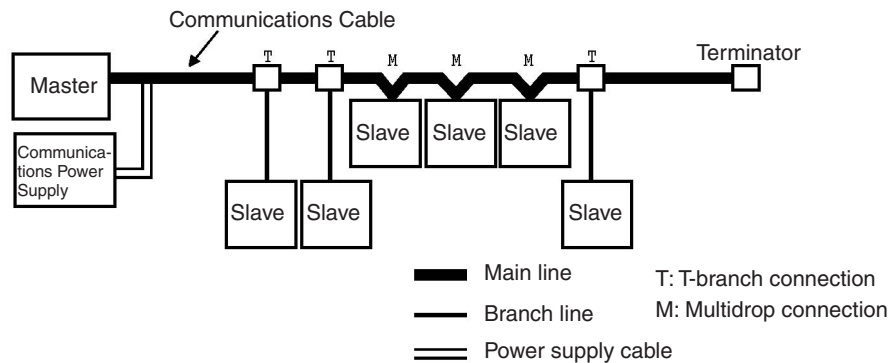 Communications Cable
T T M M M T
Terminator
Master
Communica-
tions Power
Supply
Slave Slave Slave
Slave Slave Slave
Main line
T: T-branch connection
Branch line
M: Multidrop connection
Power supply cable